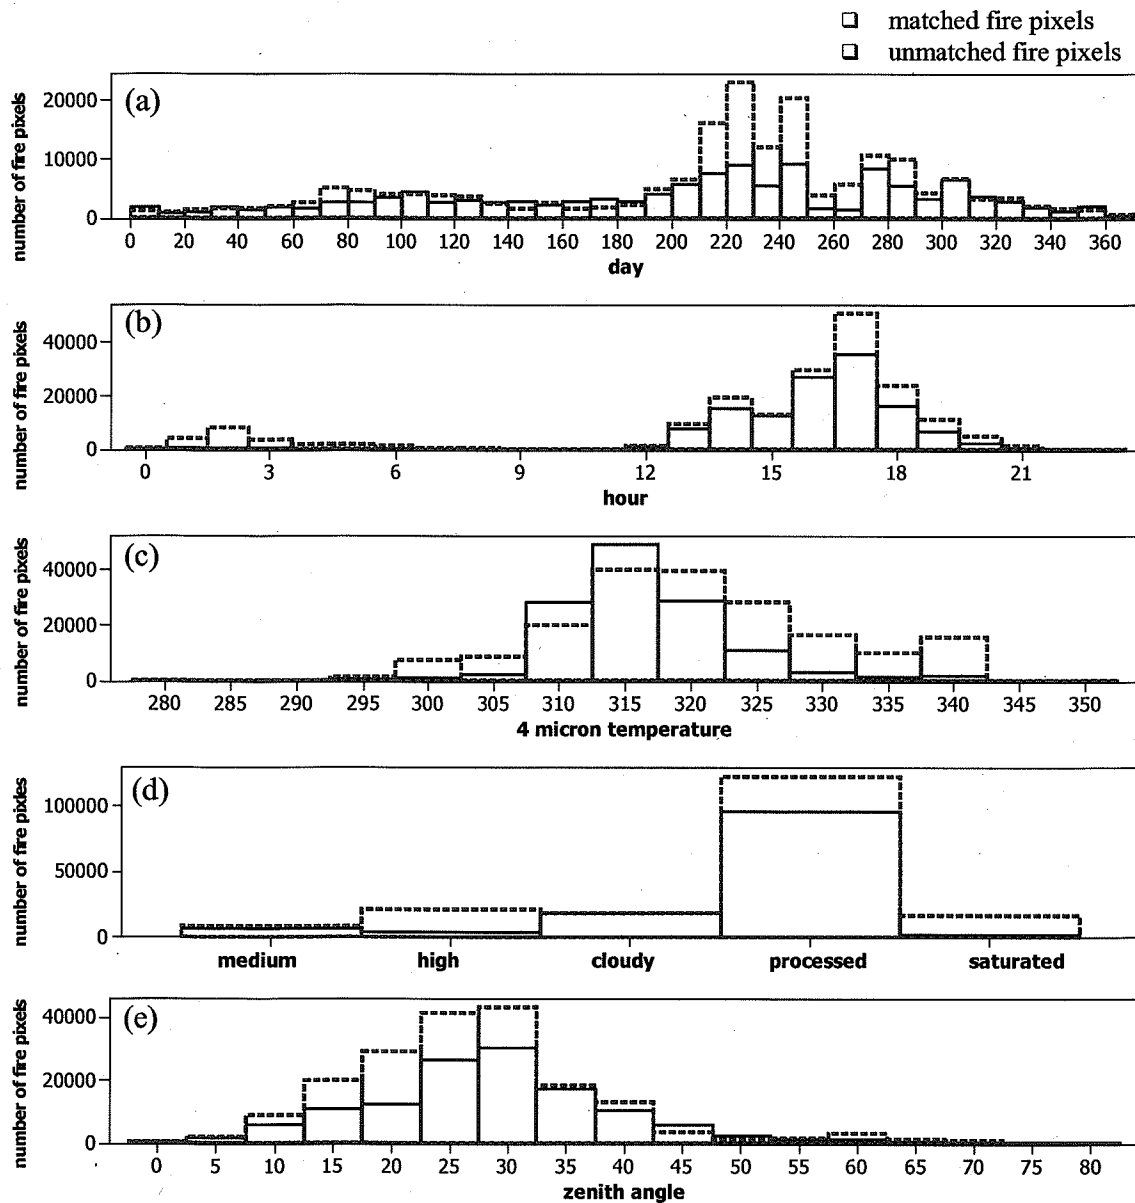 matched fire pixels
unmatched fire pixels
number of fire pixels
(a)
20000
10000
0
0 20 40 60 80 100 120 140 160 180 200 220 240 260 280 300 320 340 360
day
number of fire pixels
(b)
40000
20000
0
0 3 6 9 12 15 18 21
hour
number of fire pixels
(c)
40000
20000
0
280 285 290 295 300 305 310 315 320 325 330 335 340 345 350
4 micron temperature
number of fire pixles
(d)
100000
50000
0
medium high cloudy processed saturated
number of fire pixels
(e)
40000
20000
0
0 5 10 15 20 25 30 35 40 45 50 55 60 65 70 75 80
zenith angle